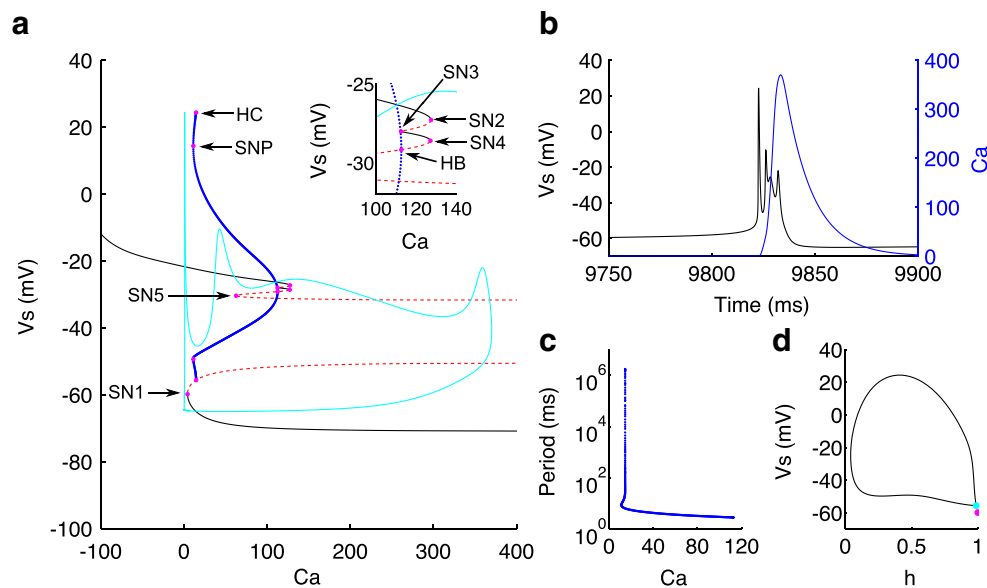 a
Vs (mV)
40
20
0
-20
-40
-60
-80
-100
-100
0
100
200
300
400
Ca
HC
SNP
SN5
SN1
Vs (mV)
-25
-30
100
120
140
Ca
SN3
SN2
SN4
HB
b
Vs (mV)
40
20
0
-20
-40
-60
400
300
200
100
0
Ca
9750
9800
9850
9900
Time (ms)
c
Period (ms)
10^6
10^4
10^2
10^0
0
40
80
120
Ca
d
Vs (mV)
40
20
0
-20
-40
-60
0
0.5
1
h